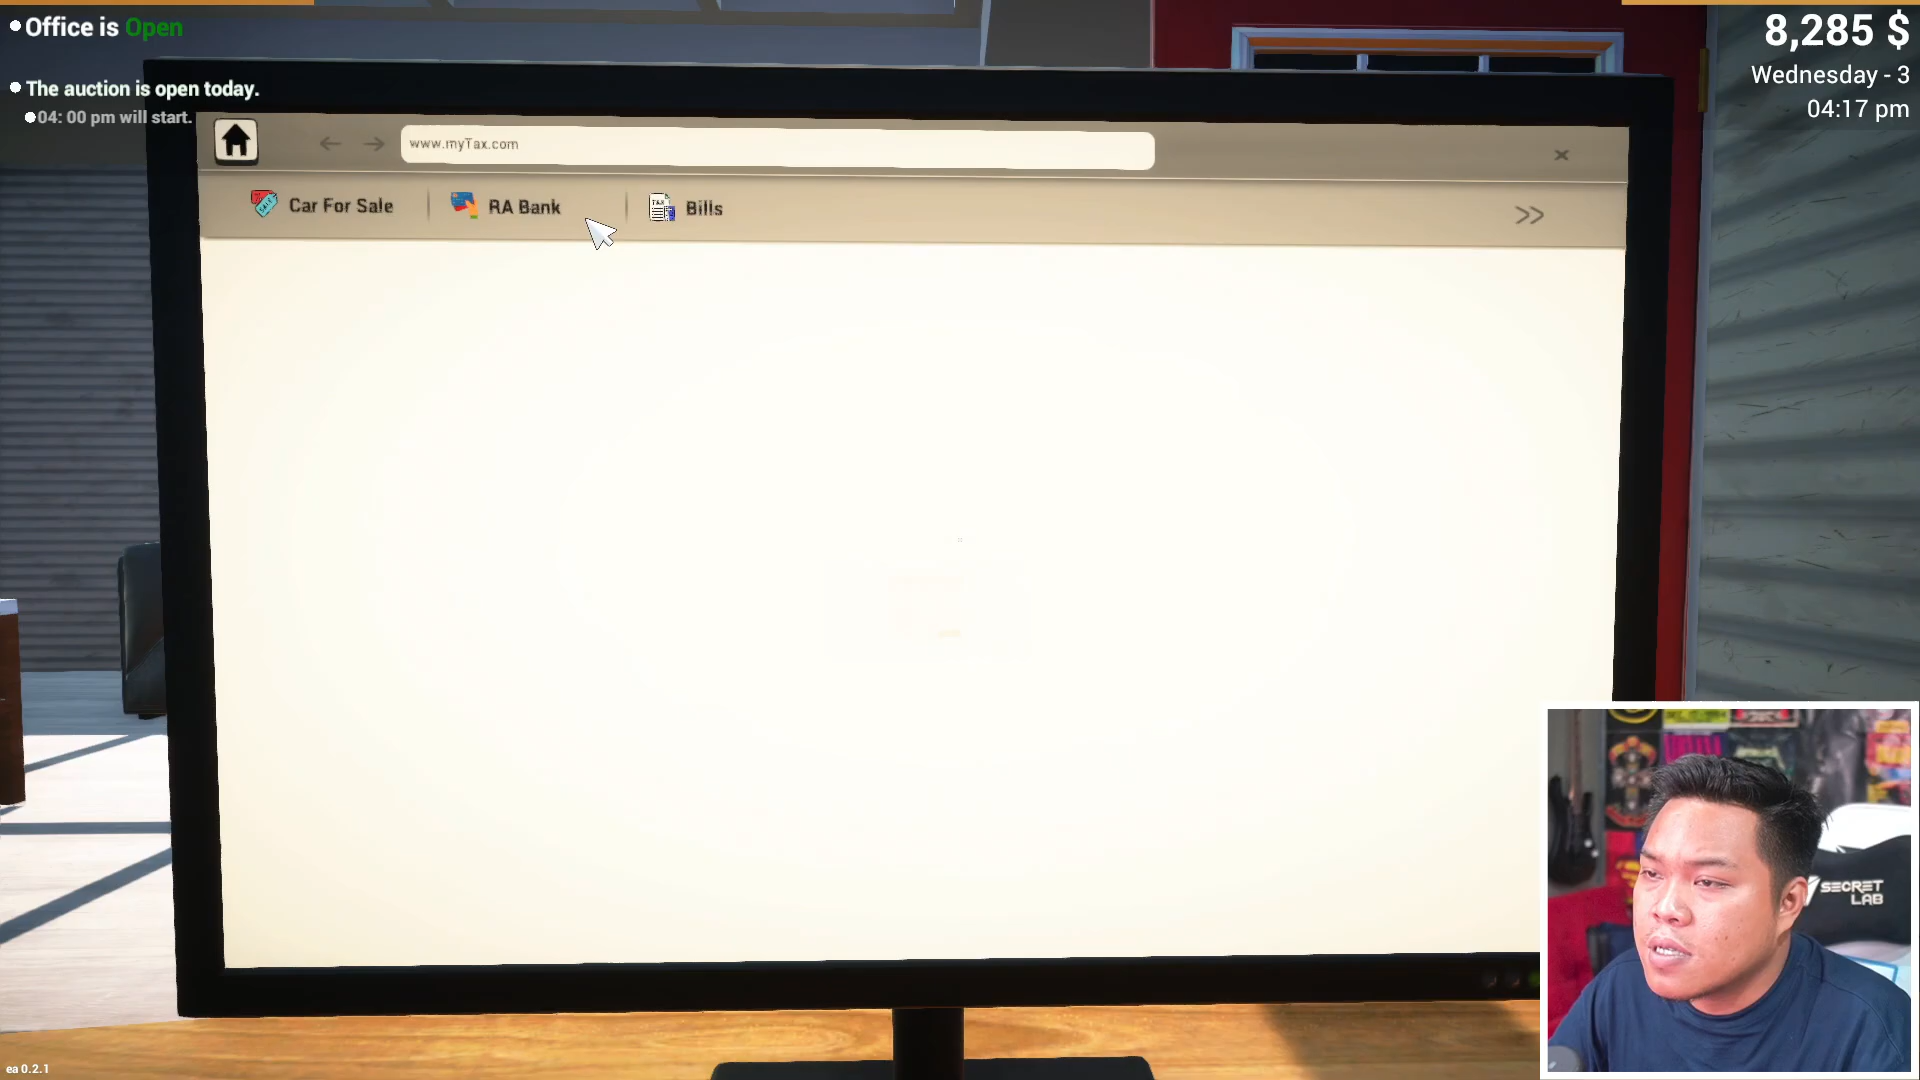 Office is Open
The auction is open today.
04: 00 pm will start.
8,285 $
Wednesday - 3
04:17 pm
www.myTax.com
Car For Sale
RA Bank
TAX
Bills
>>
SECRET
LAB
ea 0.2.1